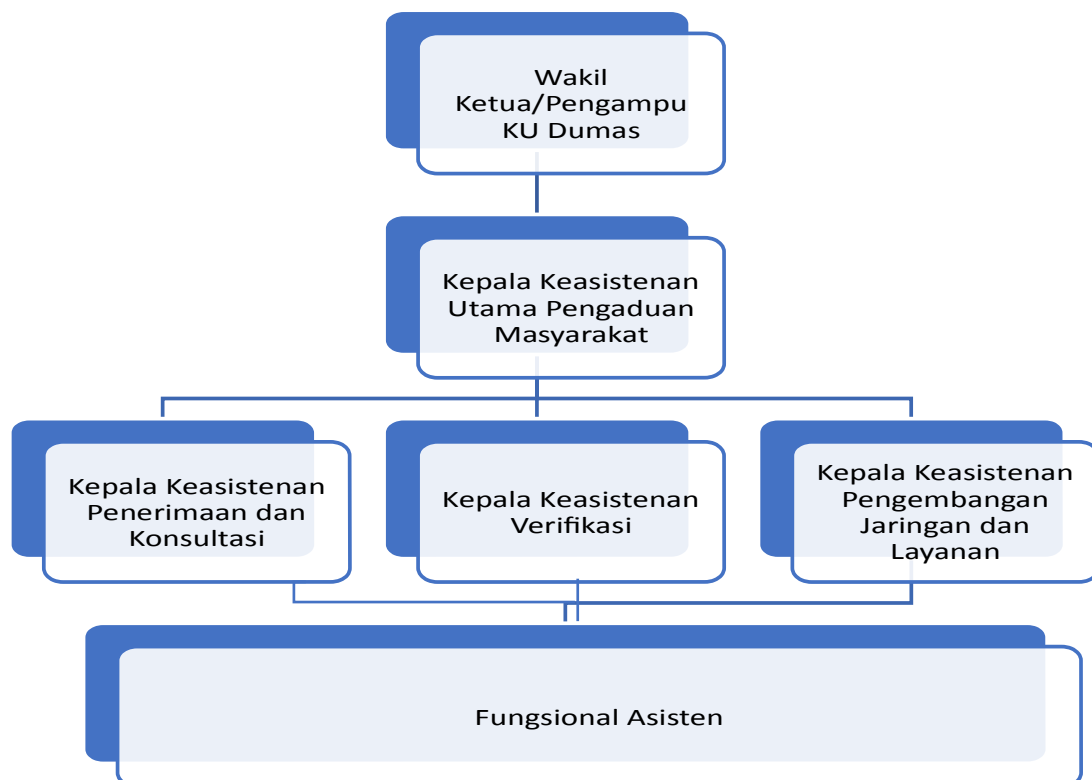 Wakil
Ketua/Pengampu
KU Dumas
Kepala Keasistenan
Utama Pengaduan
Masyarakat
Kepala Keasistenan
Penerimaan dan
Konsultasi
Kepala Keasistenan
Verifikasi
Kepala Keasistenan
Pengembangan
Jaringan dan
Layanan
Fungsional Asisten